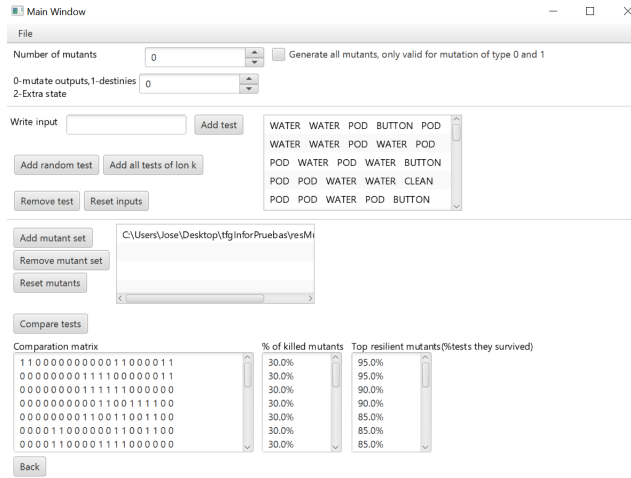 Main Window
File
Number of mutants 0 Generate all mutants, only valid for mutation of type 0 and 1
0-mutate outputs,1-destinies 0
2-Extra state
Write input Add test
WATER WATER POD BUTTON POD
WATER WATER POD WATER POD
Add random test Add all tests of lon k
POD WATER POD WATER BUTTON
POD POD WATER WATER CLEAN
Remove test Reset inputs
POD POD WATER POD BUTTON
Add mutant set C:\Users\Jose\Desktop\tfgInforPruebas\resMu
Remove mutant set
Reset mutants
Compare tests
Comparation matrix % of killed mutants Top resilient mutants(%tests they survived)
1 1 0 0 0 0 0 0 0 0 0 0 1 1 0 0 0 0 1 1 30.0% 95.0%
0 0 0 0 0 0 0 0 1 1 1 1 0 0 0 0 0 0 1 1 30.0% 95.0%
0 0 0 0 0 0 0 0 1 1 1 1 1 1 0 0 0 0 0 0 30.0% 90.0%
0 0 0 0 0 0 0 0 0 0 1 1 0 0 1 1 1 1 0 0 30.0% 90.0%
0 0 0 0 0 0 0 0 1 1 0 0 1 1 0 0 1 1 0 0 30.0% 85.0%
0 0 0 0 1 1 0 0 0 0 0 0 1 1 0 0 1 1 0 0 30.0% 85.0%
0 0 0 0 1 1 0 0 0 0 1 1 1 1 0 0 0 0 0 0 30.0% 85.0%
Back